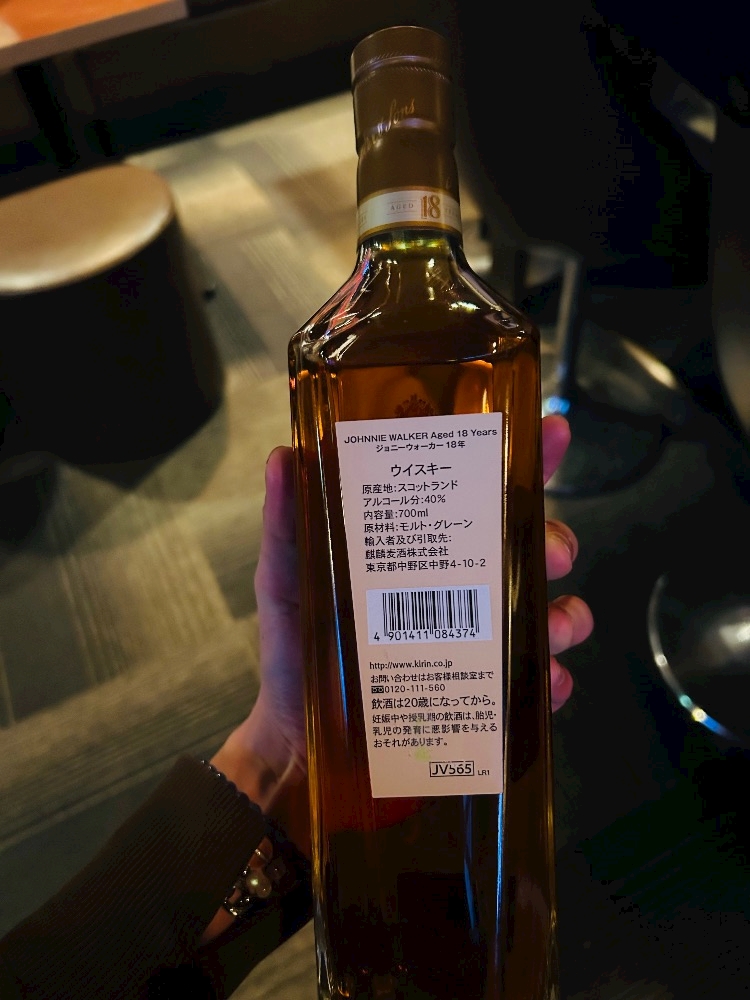 Sons
AGED 18
JOHNNIE WALKER Aged 18 Years
ジョニーウォーカー 18年
ウイスキー
原産地:スコットランド
アルコール分:40%
内容量:700ml
原材料:モルト・グレーン
輸入者及び引取先:
麒麟麦酒株式会社
東京都中野区中野4-10-2
4 901411 084374
http://www.kirin.co.jp
お問い合わせはお客様相談室まで
0120-111-560
飲酒は20歳になってから。
妊娠中や授乳期の飲酒は、胎児・
乳児の発育に悪影響を与える
おそれがあります。
JV565 LR1